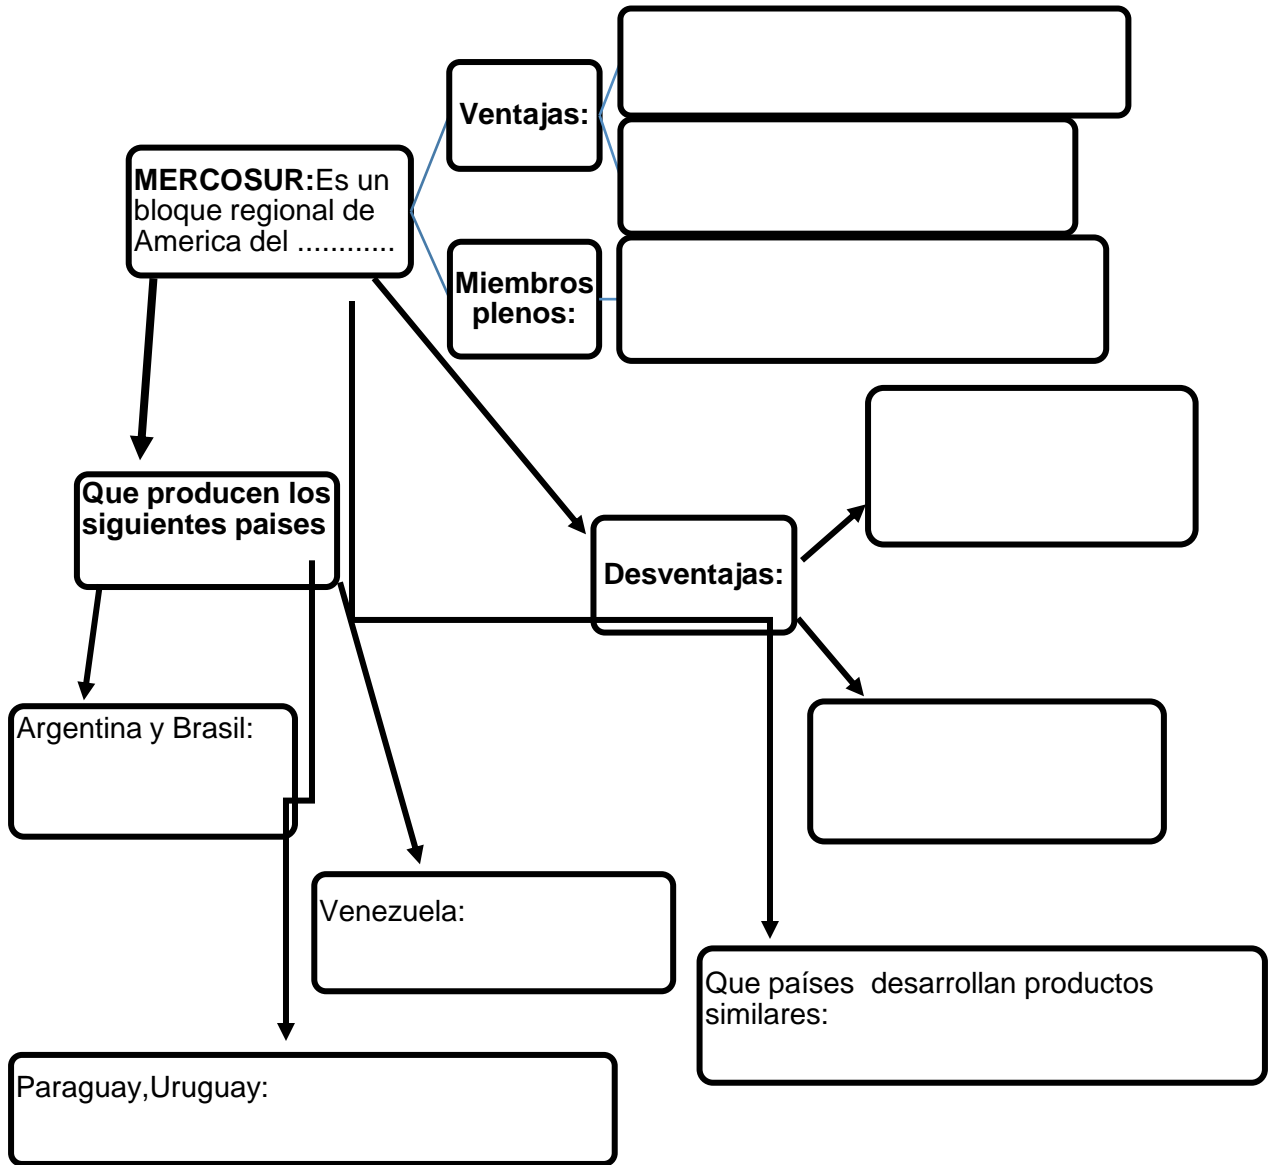 Ventajas:
MERCOSUR:Es un
bloque regional de
America del ............
Miembros
plenos:
Que producen los
siguientes paises
Desventajas:
Argentina y Brasil:
Venezuela:
Que países  desarrollan productos
similares:
Paraguay,Uruguay: